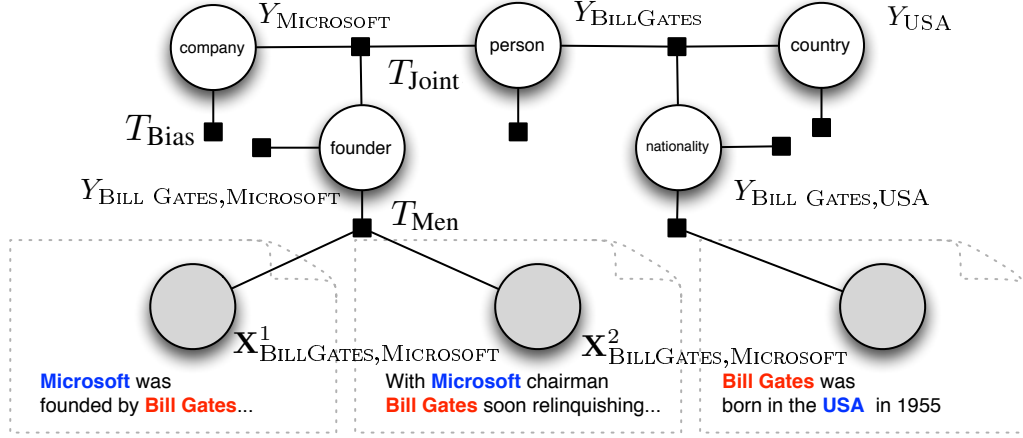 Y_MICROSOFT
Y_BILLGATES
Y_USA
company
person
country
T_Joint
T_Bias
founder
nationality
Y_BILL GATES,MICROSOFT
T_Men
Y_BILL GATES,USA
X^1_BILLGATES,MICROSOFT
X^2_BILLGATES,MICROSOFT
Microsoft was
founded by Bill Gates...
With Microsoft chairman
Bill Gates soon relinquishing...
Bill Gates was
born in the USA in 1955